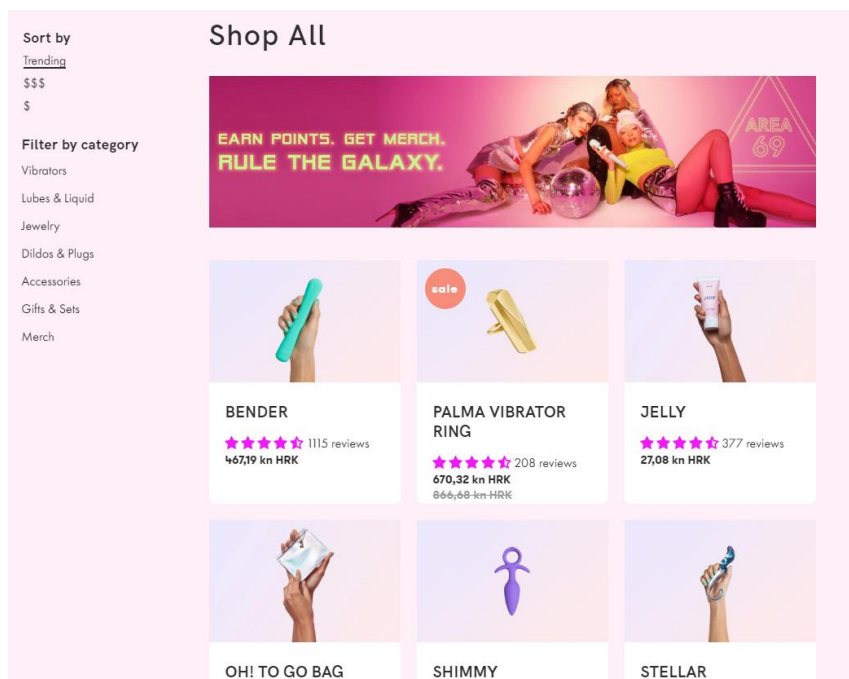 Sort by
Trending
$$$
$
Filter by category
Vibrators
Lubes & Liquid
Jewelry
Dildos & Plugs
Accessories
Gifts & Sets
Merch
Shop All
EARN POINTS. GET MERCH.
RULE THE GALAXY.
AREA
69
BENDER
1115 reviews
467,19 kn HRK
sale
PALMA VIBRATOR
RING
208 reviews
670,32 kn HRK
866,68 kn HRK
JELLY
377 reviews
27,08 kn HRK
OH! TO GO BAG
SHIMMY
STELLAR